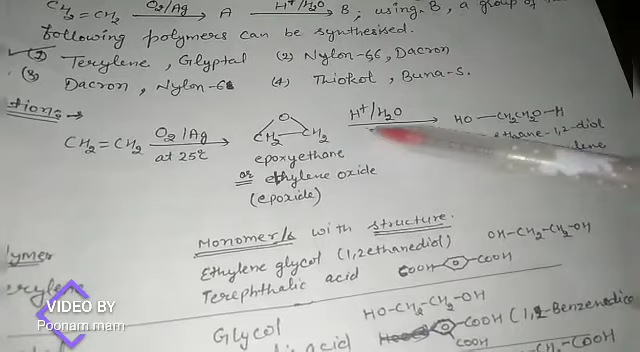 CH₂=CH₂ O₂/Ag → A H⁺/H₂O → B ; using B, a group of
following polymers can be synthesised.
(1) Terylene, Glyptal (2) Nylon-66, Dacron
(3) Dacron, Nylon-6 (4) Thiokol, Buna-S.
CH₂=CH₂ O₂/Ag at 25°c → CH₂ O CH₂ H⁺/H₂O → HO—CH₂CH₂O—H
epoxyethane ethane-1,2-diol
or ethylene oxide
(epoxide)
Monomer/s with structure.
Ethylene glycol (1,2 ethanediol) OH-CH₂-CH₂-OH
Terephthalic acid COOH COOH
Glycol HO-CH₂-CH₂-OH
acid COOH (1,2-Benzenedico
COOH
VIDEO BY
Poonam mam